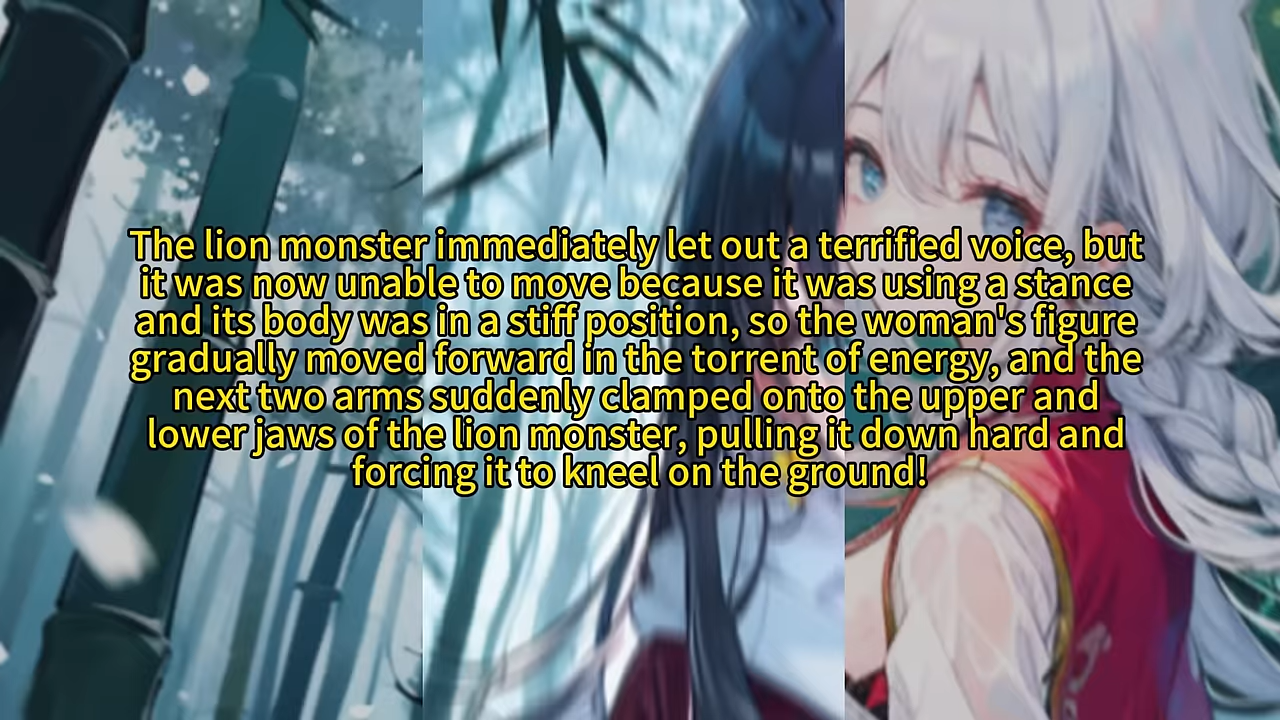 The lion monster immediately let out a terrified voice, but
it was now unable to move because it was using a stance
and its body was in a stiff position, so the woman's figure
gradually moved forward in the torrent of energy, and the
next two arms suddenly clamped onto the upper and
lower jaws of the lion monster, pulling it down hard and
forcing it to kneel on the ground!